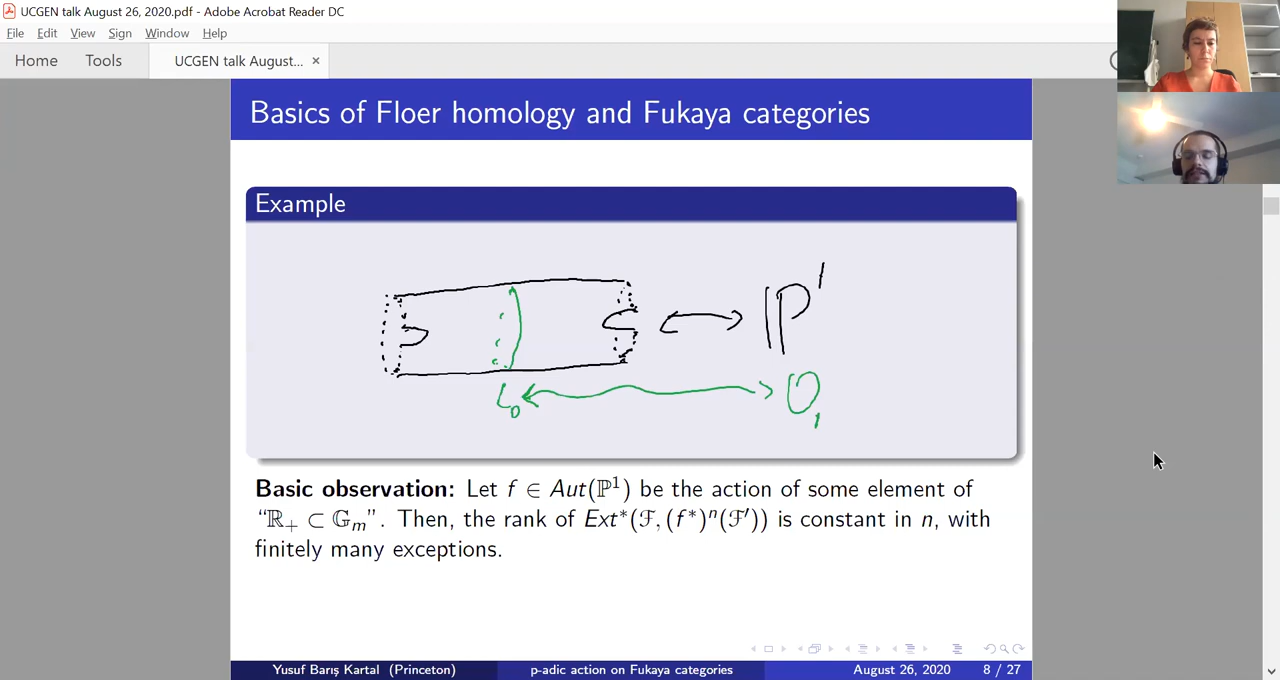 UCGEN talk August 26, 2020.pdf - Adobe Acrobat Reader DC
File Edit View Sign Window Help
Home Tools UCGEN talk August... ×
Basics of Floer homology and Fukaya categories
Example
ℙ¹
L₀ 𝒪₁
Basic observation: Let f ∈ Aut(ℙ¹) be the action of some element of
“ℝ₊ ⊂ 𝔾ₘ”. Then, the rank of Ext*(ℱ, (f*)ⁿ(ℱ′)) is constant in n, with
finitely many exceptions.
Yusuf Barış Kartal (Princeton) p-adic action on Fukaya categories August 26, 2020 8 / 27